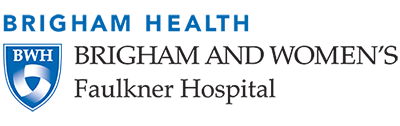 BRIGHAM HEALTH
BWH
BRIGHAM AND WOMEN'S
Faulkner Hospital